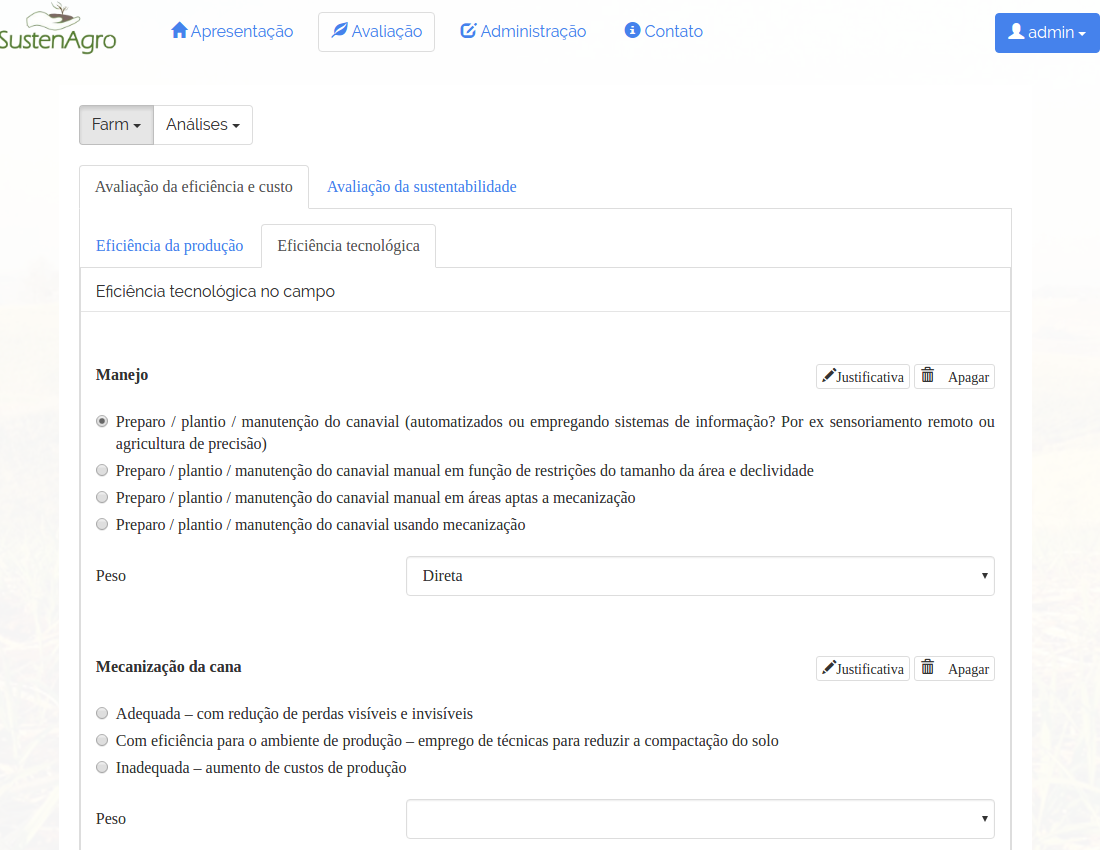 SustenAgro
Apresentação
Avaliação
Administração
Contato
admin
Farm
Análises
Avaliação da eficiência e custo
Avaliação da sustentabilidade
Eficiência da produção
Eficiência tecnológica
Eficiência tecnológica no campo
Manejo
Justificativa
Apagar
Preparo / plantio / manutenção do canavial (automatizados ou empregando sistemas de informação? Por ex sensoriamento remoto ou
agricultura de precisão)
Preparo / plantio / manutenção do canavial manual em função de restrições do tamanho da área e declividade
Preparo / plantio / manutenção do canavial manual em áreas aptas a mecanização
Preparo / plantio / manutenção do canavial usando mecanização
Peso
Direta
Mecanização da cana
Justificativa
Apagar
Adequada – com redução de perdas visíveis e invisíveis
Com eficiência para o ambiente de produção – emprego de técnicas para reduzir a compactação do solo
Inadequada – aumento de custos de produção
Peso